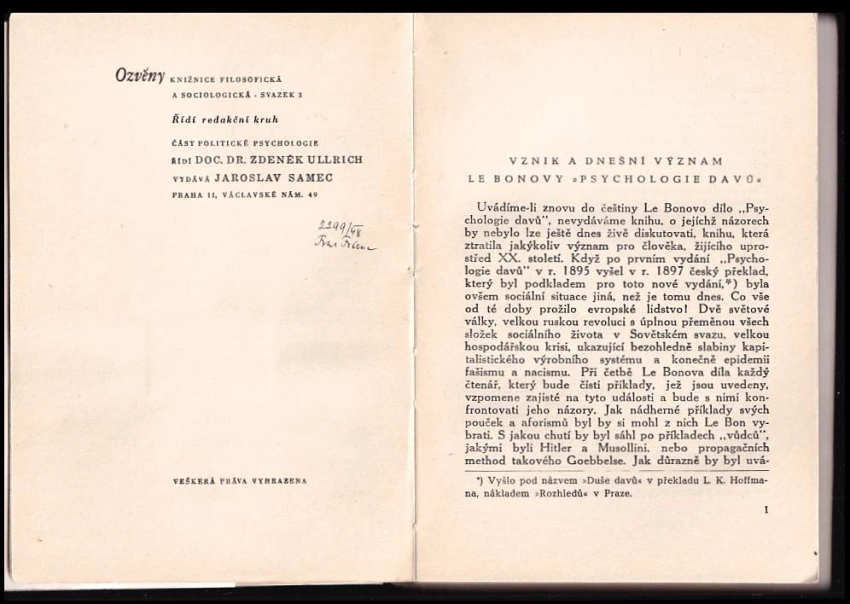 Ozvěny KNIŽNICE FILOSOFICKÁ
A SOCIOLOGICKÁ - SVAZEK 3
Řídí redakční kruh
ČÁST POLITICKÉ PSYCHOLOGIE
ŘÍDÍ DOC. DR. ZDENĚK ULLRICH
VYDÁVÁ JAROSLAV SAMEC
PRAHA II, VÁCLAVSKÉ NÁM. 49
2299/48
VEŠKERÁ PRÁVA VYHRAZENA
VZNIK A DNEŠNÍ VÝZNAM
LE BONOVY »PSYCHOLOGIE DAVŮ«
Uvádíme-li znovu do češtiny Le Bonovo dílo ,,Psy-
chologie davů", nevydáváme knihu, o jejíchž názorech
by nebylo lze ještě dnes živě diskutovati, knihu, která
ztratila jakýkoliv význam pro člověka, žijícího upro-
střed XX. století. Když po prvním vydání ,,Psycho-
logie davů" v r. 1895 vyšel v r. 1897 český překlad,
který byl podkladem pro toto nové vydání,*) byla
ovšem sociální situace jiná, než je tomu dnes. Co vše
od té doby prožilo evropské lidstvo! Dvě světové
války, velkou ruskou revoluci s úplnou přeměnou všech
složek sociálního života v Sovětském svazu, velkou
hospodářskou krisi, ukazující bezohledně slabiny kapi-
talistického výrobního systému a konečně epidemii
fašismu a nacismu. Při četbě Le Bonova díla každý
čtenář, který bude čísti příklady, jež jsou uvedeny,
vzpomene zajisté na tyto události a bude s nimi kon-
frontovati jeho názory. Jak nádherné příklady svých
pouček a aforismů byl by si mohl z nich Le Bon vy-
brati. S jakou chutí by byl sáhl po příkladech ,,vůdců",
jakými byli Hitler a Musollini, nebo propagačních
method takového Goebbelse. Jak důrazně by byl uvá-
*) Vyšlo pod názvem »Duše davů« v překladu L. K. Hoffma-
na, nákladem »Rozhledů« v Praze.
I